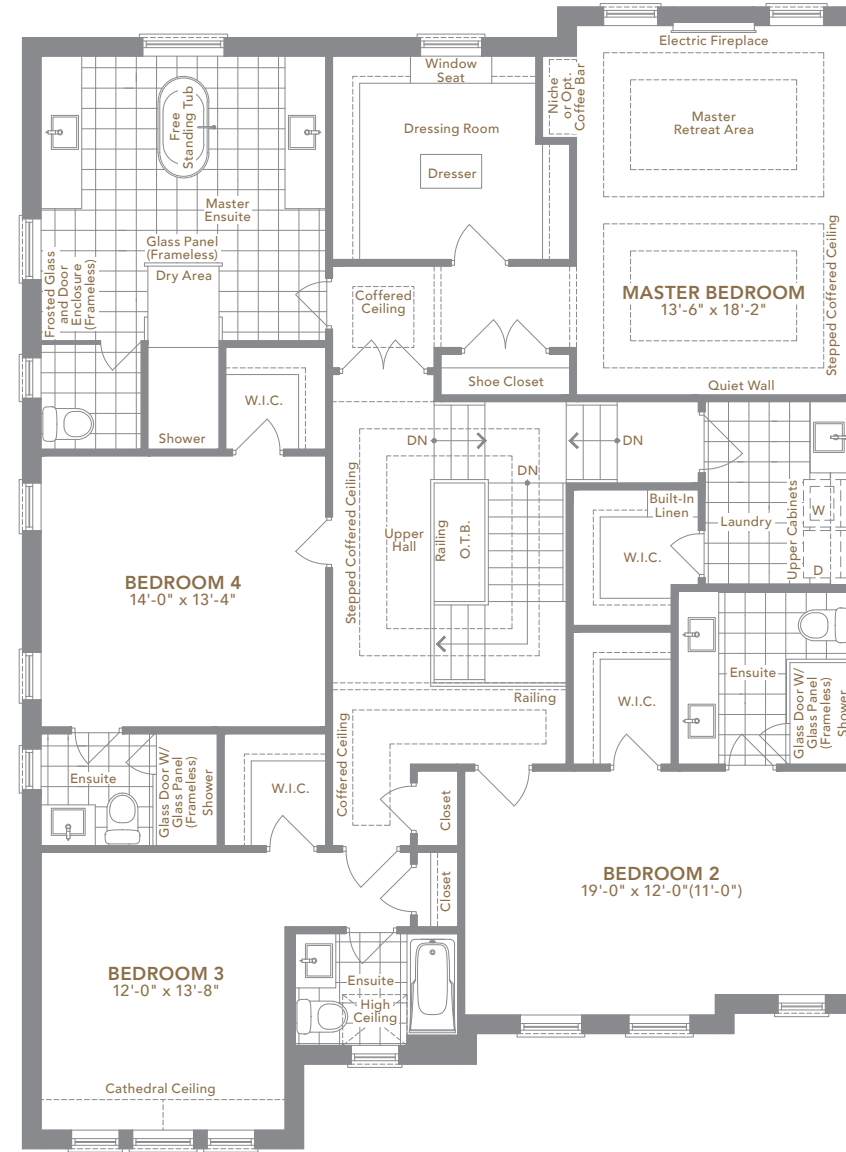 Electric Fireplace
Window
Seat
Niche
or Opt.
Coffee Bar
Free
Standing Tub
Dressing Room
Master
Retreat Area
Dresser
Master
Ensuite
Glass Panel
(Frameless)
Dry Area
Frosted Glass
and Door
Enclosure
(Frameless)
Coffered
Ceiling
MASTER BEDROOM
13'-6" x 18'-2"
Stepped Coffered Ceiling
Shoe Closet
Quiet Wall
W.I.C.
Shower
DN
DN
DN
Stepped Coffered Ceiling
Upper
Hall
Railing
O.T.B.
Built-In
Linen
W.I.C.
Laundry
Upper Cabinets
W
D
BEDROOM 4
14'-0" x 13'-4"
Ensuite
Glass Door W/
Glass Panel
(Frameless)
Shower
W.I.C.
Railing
Coffered Ceiling
W.I.C.
Ensuite
Glass Door W/
Glass Panel
(Frameless)
Shower
Closet
Closet
BEDROOM 2
19'-0" x 12'-0"(11'-0")
BEDROOM 3
12'-0" x 13'-8"
Ensuite
High
Ceiling
Cathedral Ceiling